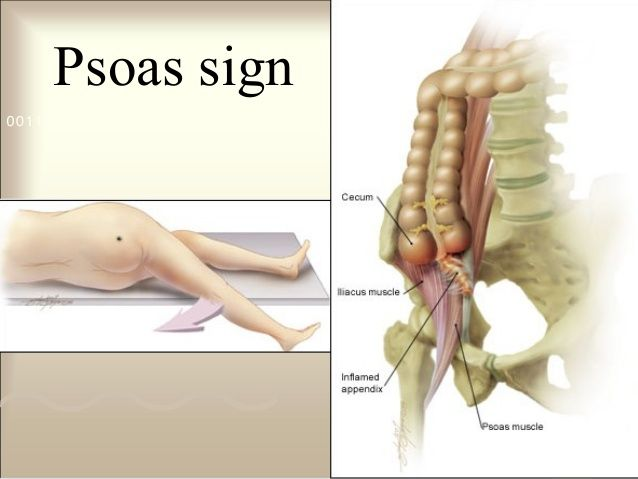 Psoas sign
001
Cecum
Iliacus muscle
Inflamed
appendix
Psoas muscle